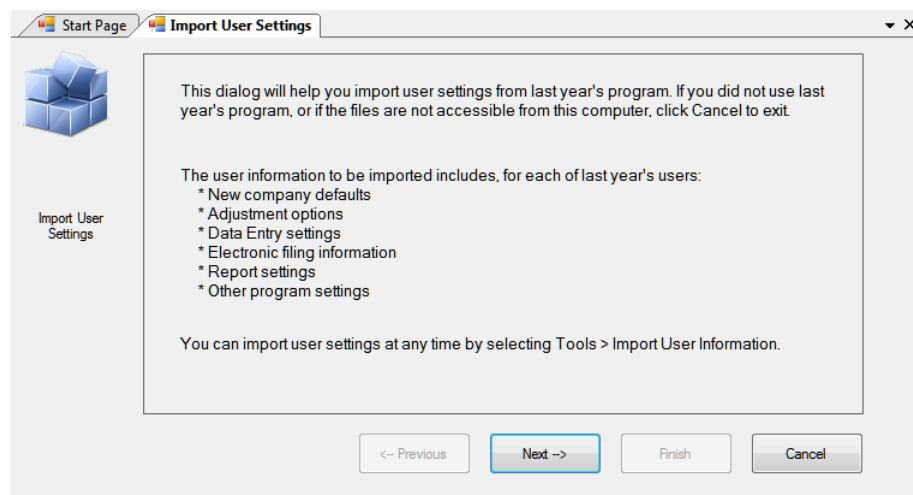 Start Page
Import User Settings
This dialog will help you import user settings from last year's program. If you did not use last
year's program, or if the files are not accessible from this computer, click Cancel to exit.
The user information to be imported includes, for each of last year's users:
* New company defaults
* Adjustment options
* Data Entry settings
* Electronic filing information
* Report settings
* Other program settings
Import User
Settings
You can import user settings at any time by selecting Tools > Import User Information.
<-- Previous
Next -->
Finish
Cancel